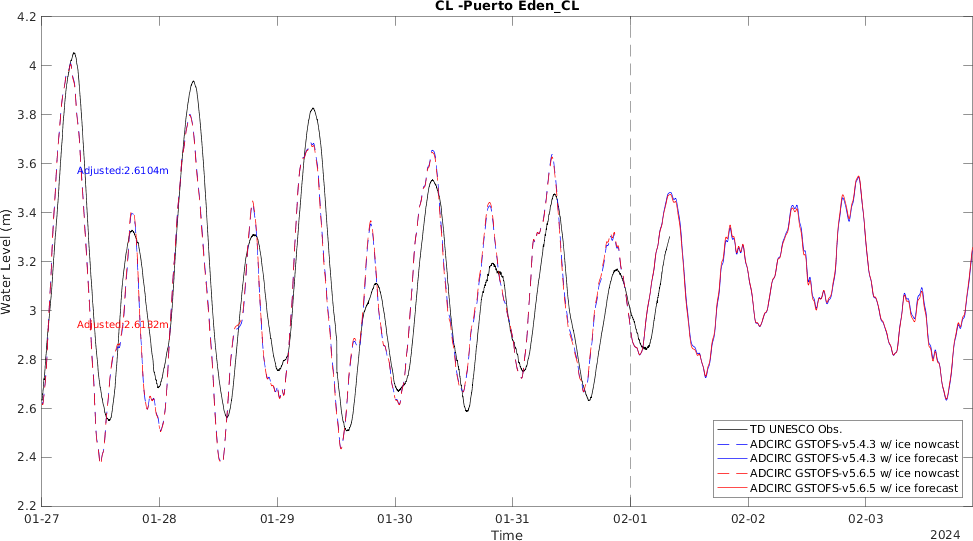 CL -Puerto Eden_CL
4.2
4
3.8
3.6
3.4
3.2
3
2.8
2.6
2.4
2.2
Water Level (m)
Adjusted:2.6104m
Adjusted:2.6132m
TD UNESCO Obs.
ADCIRC GSTOFS-v5.4.3 w/ ice nowcast
ADCIRC GSTOFS-v5.4.3 w/ ice forecast
ADCIRC GSTOFS-v5.6.5 w/ ice nowcast
ADCIRC GSTOFS-v5.6.5 w/ ice forecast
01-27 01-28 01-29 01-30 01-31 02-01 02-02 02-03
Time
2024